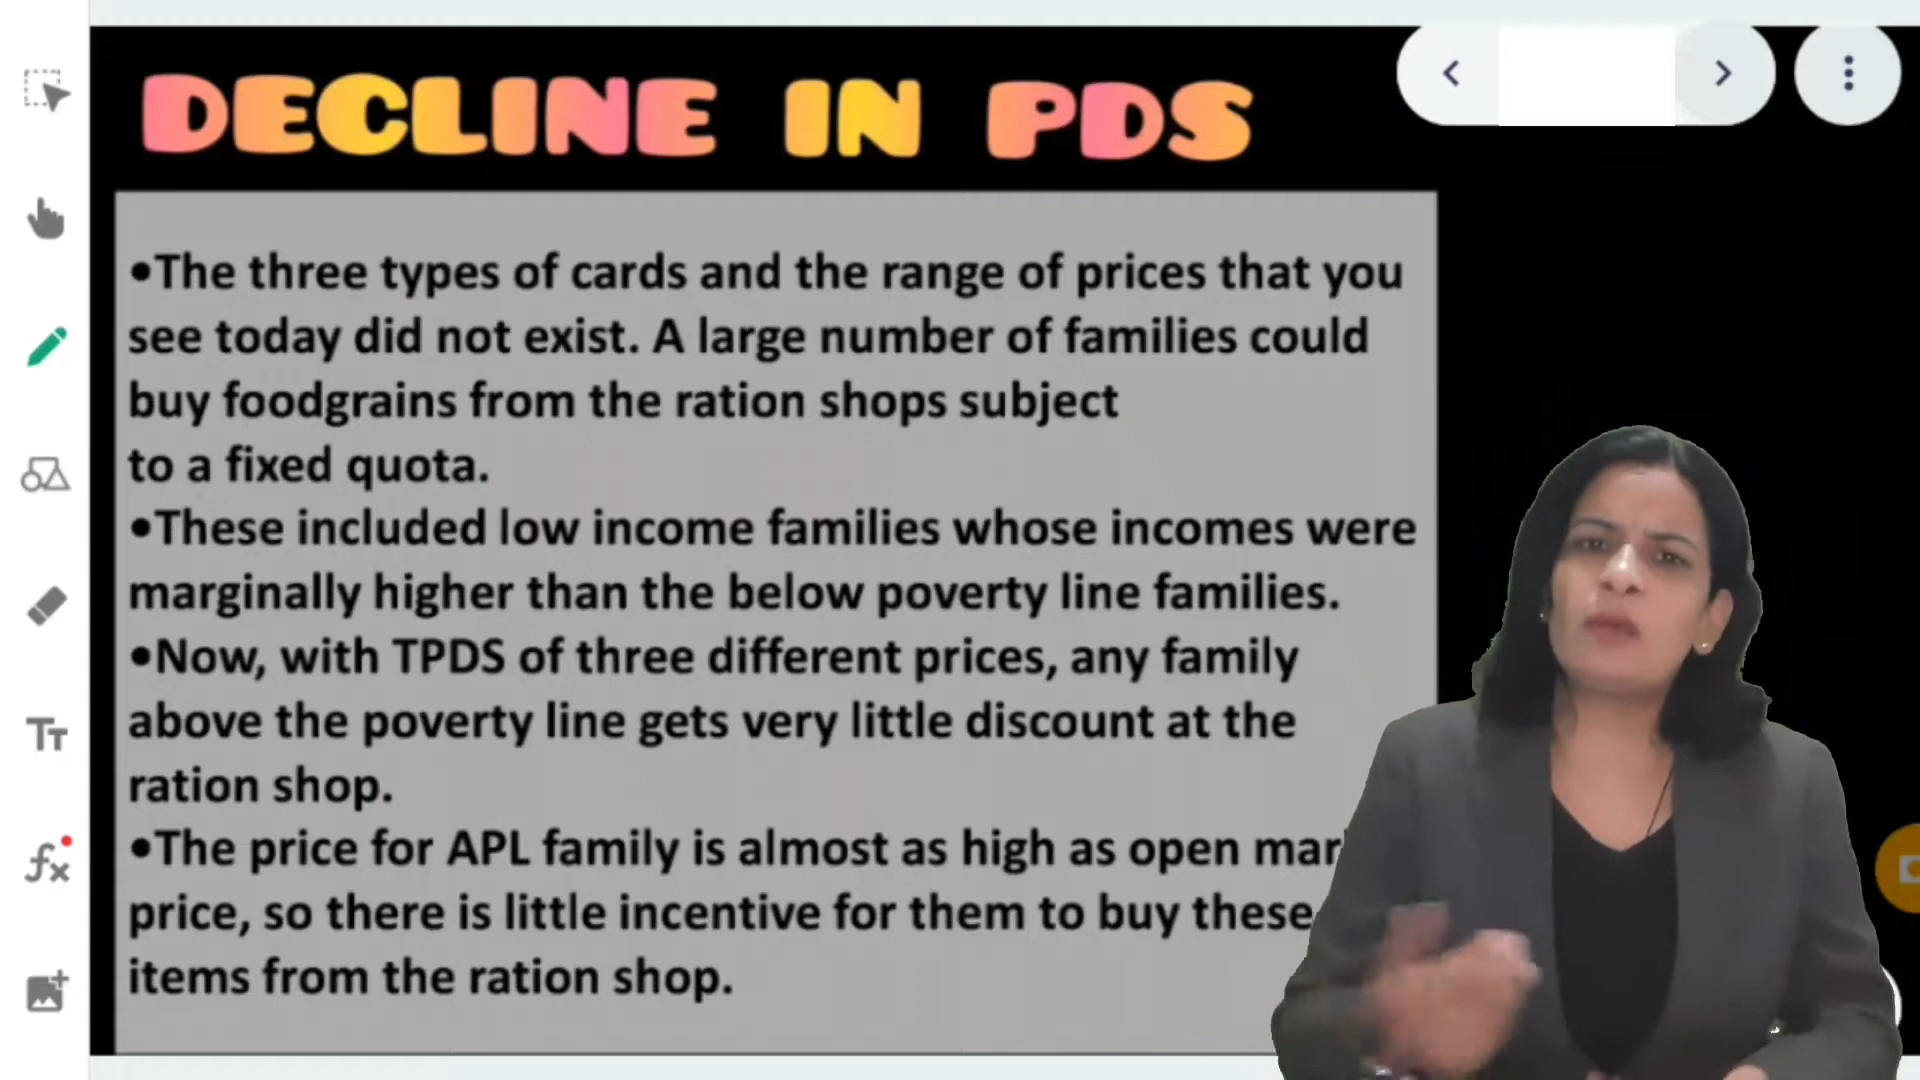 DECLINE IN PDS
•The three types of cards and the range of prices that you
see today did not exist. A large number of families could
buy foodgrains from the ration shops subject
to a fixed quota.
•These included low income families whose incomes were
marginally higher than the below poverty line families.
•Now, with TPDS of three different prices, any family
above the poverty line gets very little discount at the
ration shop.
•The price for APL family is almost as high as open
price, so there is little incentive for them to buy these
items from the ration shop.